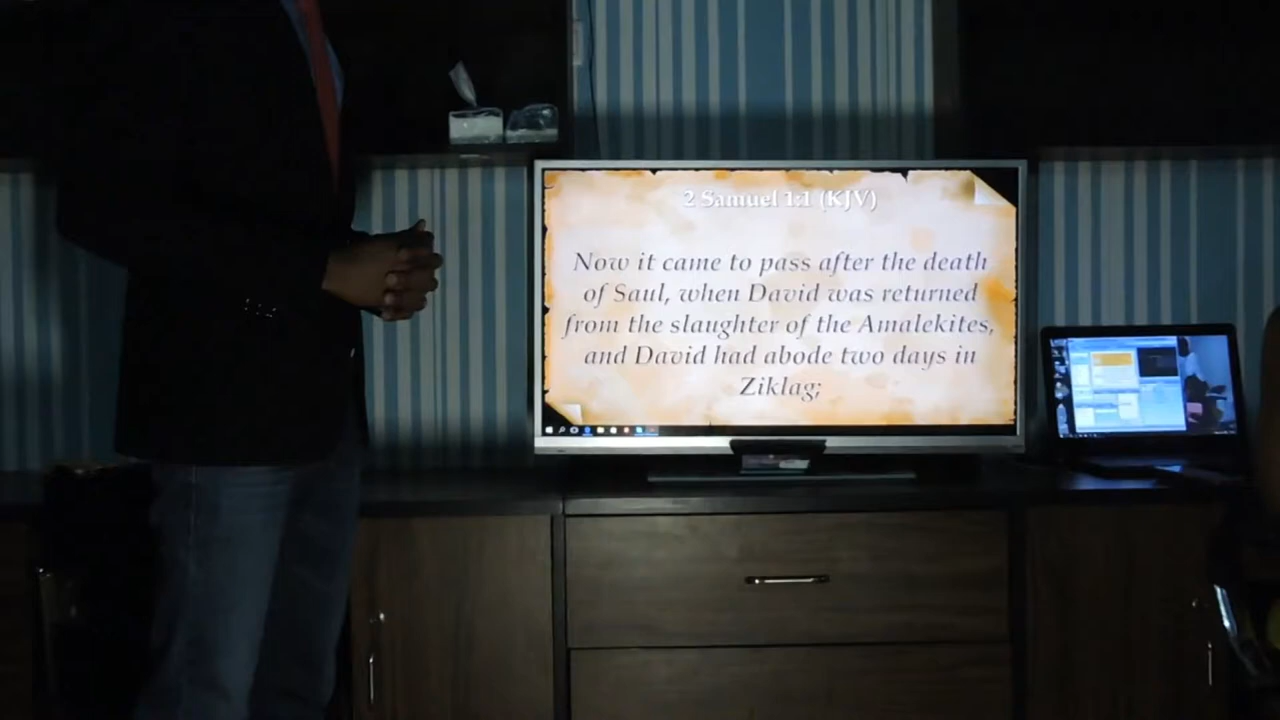 2 Samuel 1:1 (KJV)
Now it came to pass after the death
of Saul, when David was returned
from the slaughter of the Amalekites,
and David had abode two days in
Ziklag;